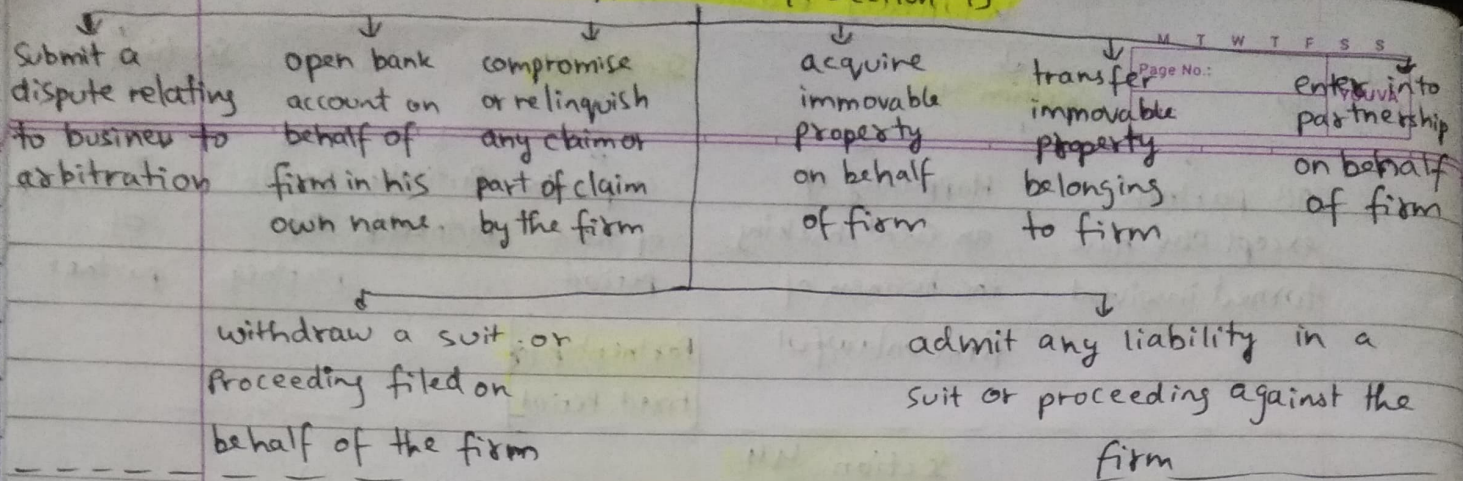 Submit a
dispute relating
to business to
arbitration
open bank
account on
behalf of
firm in his
own name.
compromise
or relinquish
any claim or
part of claim
by the firm
acquire
immovable
property
on behalf
of firm
transfer
immovable
property
belonging
to firm
M T W T F S S
Page No.:
enter into
partnership
on behalf
of firm
withdraw a suit or
Proceeding filed on
behalf of the firm
admit any liability in a
suit or proceeding against the
firm